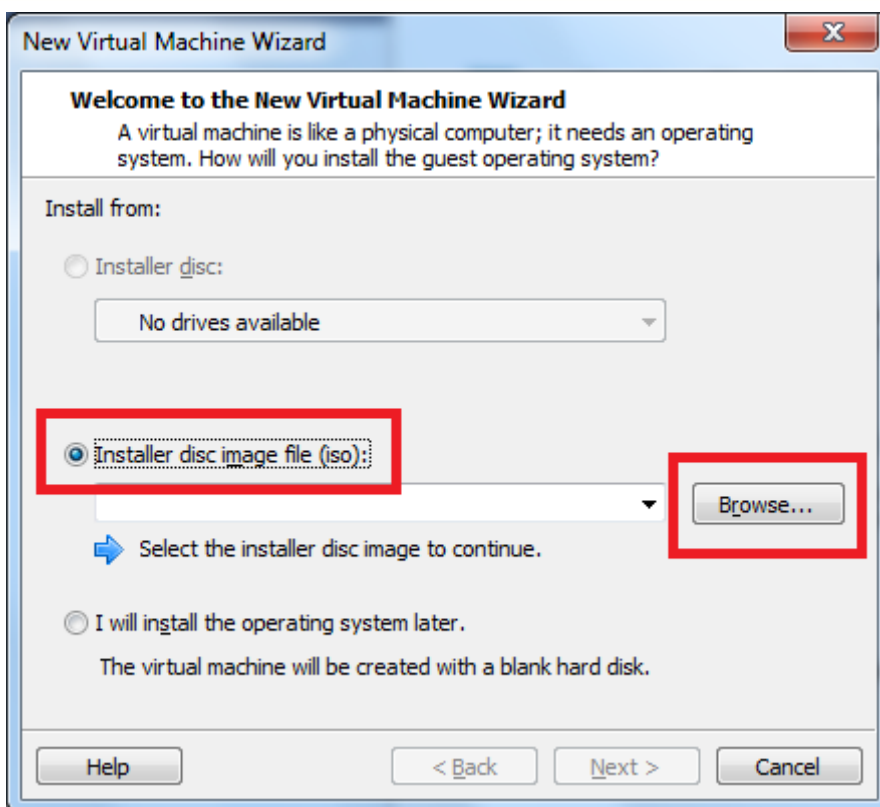 New Virtual Machine Wizard
Welcome to the New Virtual Machine Wizard
A virtual machine is like a physical computer; it needs an operating
system. How will you install the guest operating system?
Install from:
Installer disc:
No drives available
Installer disc image file (iso):
Browse...
Select the installer disc image to continue.
I will install the operating system later.
The virtual machine will be created with a blank hard disk.
Help
< Back
Next >
Cancel